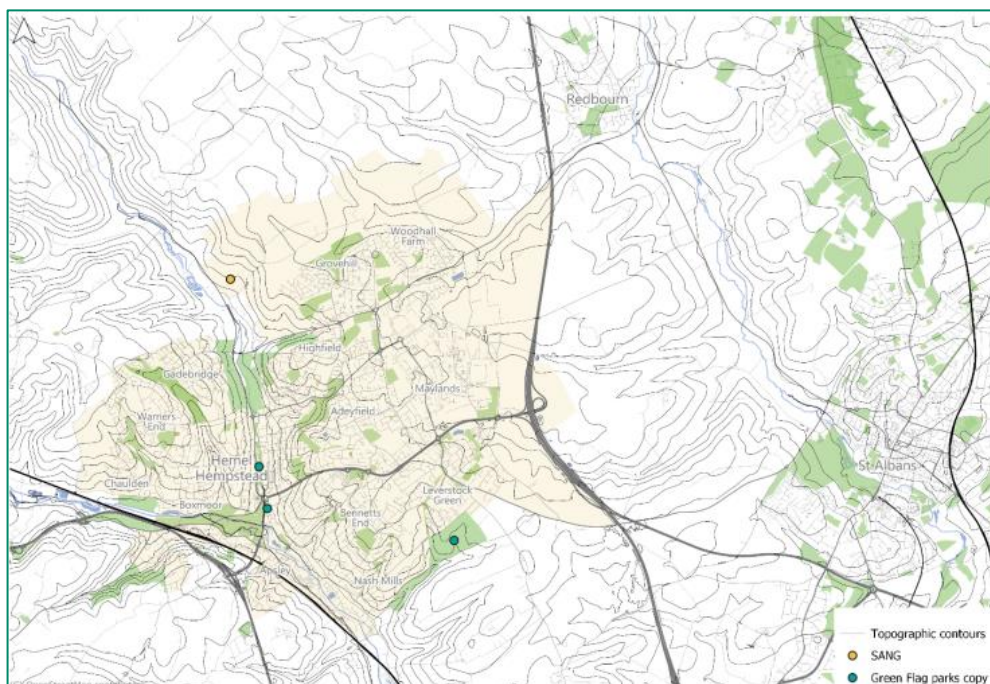 Redbourn
Woodhall
Farm
Grovehill
Highfield
Gadebridge
Maylands
Adeyfield
Warners
End
Hemel
Hempstead
St Albans
Chaulden
Leverstock
Green
Boxmoor
Bennetts
End
Apsley
Nash Mills
Topographic contours
SANG
Green Flag parks copy